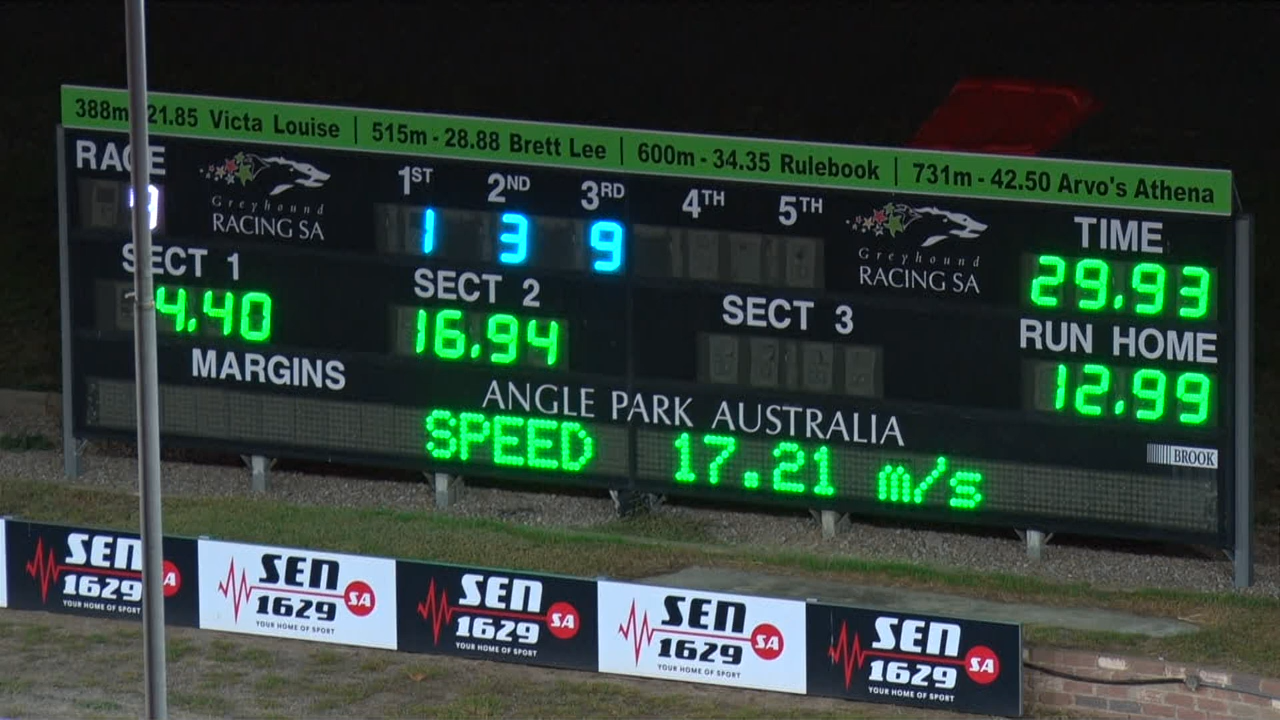 388m 21.85 Victa Louise | 515m - 28.88 Brett Lee | 600m - 34.35 Rulebook | 731m - 42.50 Arvo's Athena
RACE
Greyhound
RACING SA
1ST 2ND 3RD 4TH 5TH
1 3 9
Greyhound
RACING SA
TIME
29.93
SECT 1
4.40
SECT 2
16.94
SECT 3
RUN HOME
12.99
MARGINS
ANGLE PARK AUSTRALIA
SPEED 17.21 m/s
BROOK
SEN
1629
YOUR HOME OF SPORT
SEN
1629 SA
YOUR HOME OF SPORT
SEN
1629 SA
YOUR HOME OF SPORT
SEN
1629 SA
YOUR HOME OF SPORT
SEN
1629 SA
YOUR HOME OF SPORT